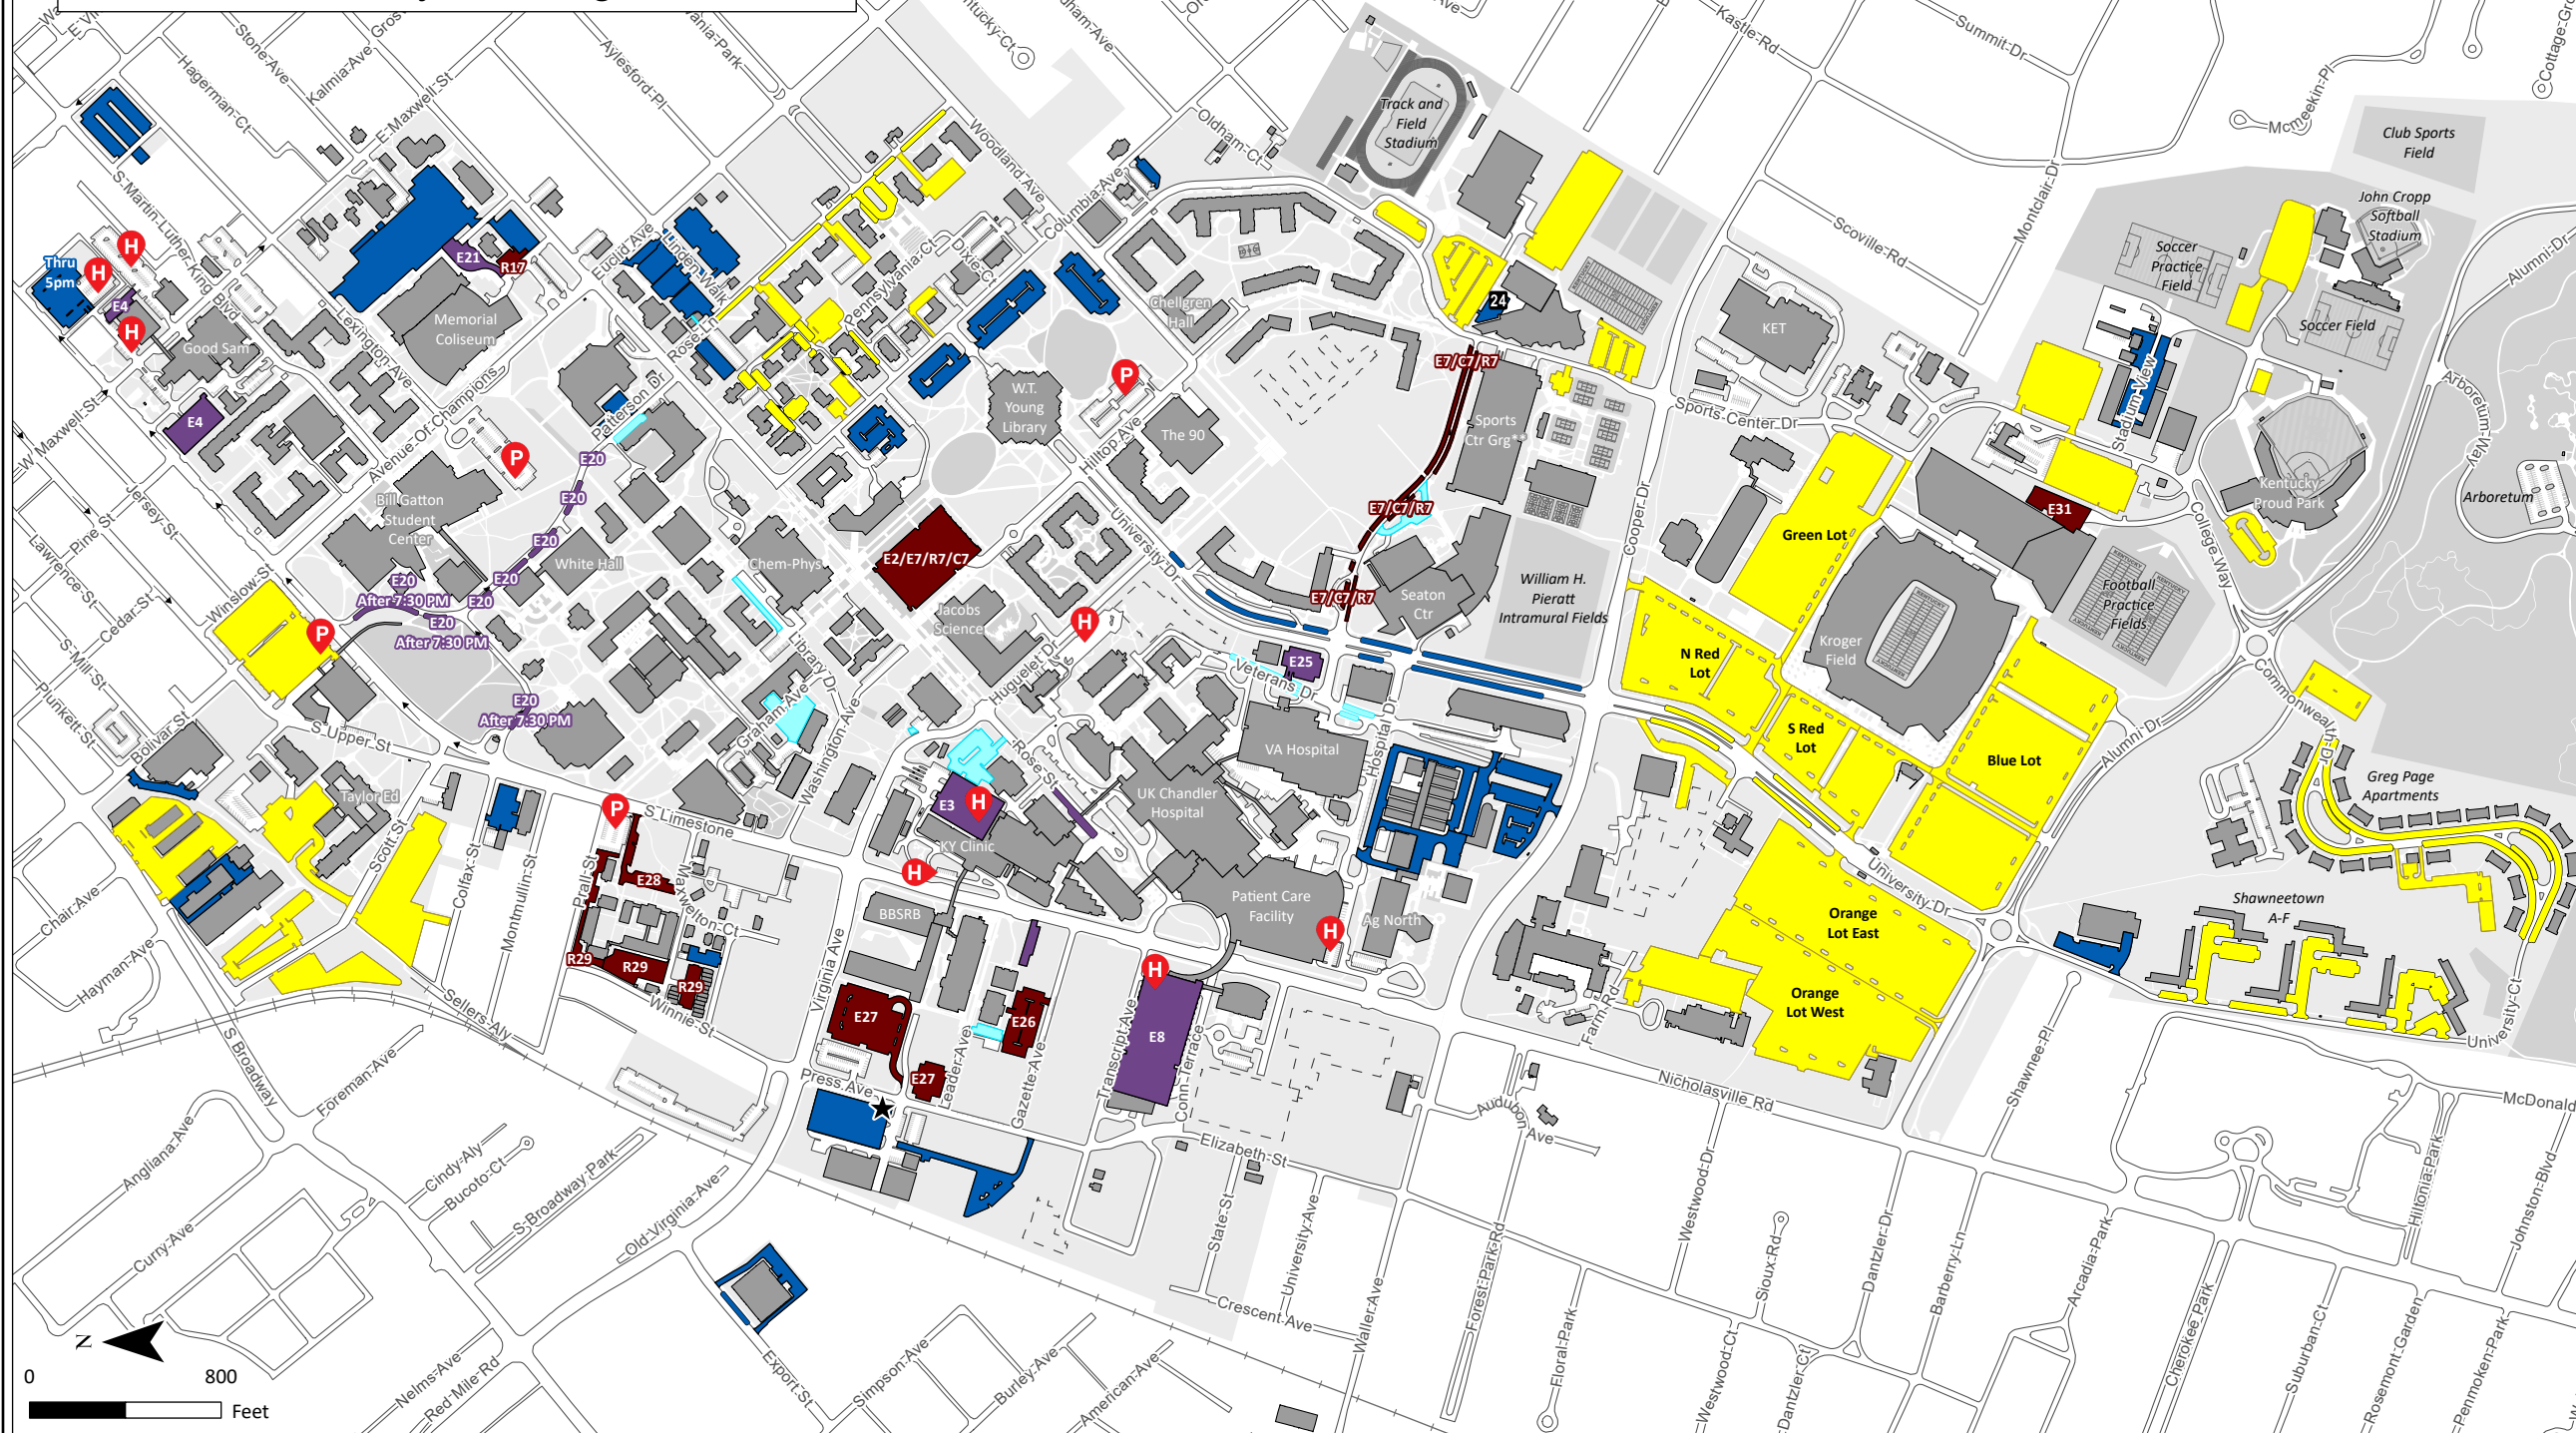 Stone-Ave
Kalmia-Ave
Hagerman-Ct
E-Maxwell-St
Aylesford-Pl
Oldham-Ct
Kastle-Rd
Summit-Dr
Mcmeekin-Pl
Track and
Field
Stadium
Club Sports
Field
John Cropp
Softball
Stadium
Woodland-Ave
Columbia-Ave
S-Martin-Luther-King-Blvd
Montclair-Dr
Scoville-Rd
Alumni-Dr
Soccer
Practice
Field
Soccer Field
H
H
H
Thru
5pm
E4
E4
E21
R17
Euclid Ave
Linden-Walk
Rose-Ln
Pennsylvania-Ct
Dixie-Ct
Memorial
Coliseum
Good Sam
Lexington-Ave
Chellgren
Hall
24
KET
Stadium-View
Arboretum-Way
Arboretum
W-Maxwell-St
Avenue-Of-Champions
Patterson-Dr
P
P
W.T.
Young
Library
Hilltop-Ave
The 90
E7/C7/R7
Sports
Ctr Grg**
Sports-Center-Dr
Kentucky
Proud Park
College-Way
E31
Green Lot
Jersey-St
Pine St
Lawrence-St
Cedar-St
Winslow-St
Bill Gatton
Student
Center
E20
E20
E20
E20
E20
E20
After 7:30 PM
E20
After 7:30 PM
E20
After 7:30 PM
White Hall
Chem-Phys
E2/E7/R7/C7
University-Dr
E7/C7/R7
E7/C7/R7
Seaton
Ctr
William H.
Pieratt
Intramural Fields
Cooper-Dr
Football
Practice
Fields
Kroger
Field
N Red
Lot
S Red
Lot
Blue Lot
Jacobs
Science
H
Huguelet-Dr
E25
Veterans-Dr
VA Hospital
Hospital-Dr
P
S-Mill-St
Plunkett-St
Bolivar-St
S-Upper-St
Library-Dr
Graham-Ave
Washington-Ave
Rose-St
E3
H
KY Clinic
H
UK Chandler
Hospital
Patient Care
Facility
H
Ag North
Commonwealth-Dr
Alumni-Dr
Greg Page
Apartments
University-Dr
Shawneetown
A-F
Orange
Lot East
Orange
Lot West
Taylor Ed
Scott-St
Colfax-St
Montmullin-St
Prall-St
P
S-Limestone
E28
Maxwelton-Ct
R29
R29
R29
Winnie-St
Virginia Ave
BBSRB
E27
E27
E26
Leader-Ave
Gazette-Ave
Press-Ave
Transcript-Ave
Conn-Terrace
H
E8
Elizabeth-St
Farm-Rd
Nicholasville Rd
Audubon Ave
Shawnee-Pl
University-Ct
McDonald
Chair-Ave
Hayman-Ave
Sellers-Aly
S Broadway
Foreman-Ave
Angliana-Ave
Cindy-Aly
Bucoto-Ct
S-Broadway-Park
Old-Virginia-Ave
Curry-Ave
State-St
University-Ave
Crescent-Ave
Waller-Ave
Forest-Park-Rd
Floral-Park
Westwood-Dr
Westwood-Ct
Sioux-Rd
Dantzler-Dr
Dantzler-Ct
Barberry-Ln
Arcadia-Park
Cherokee-Park
Suburban-Ct
Hiltonia-Park
Johnston-Blvd
Rosemont-Garden
Penmoken-Park
Export-St
Simpson-Ave
Burley-Ave
American-Ave
Nelms-Ave
Red-Mile-Rd
N
0 800
Feet